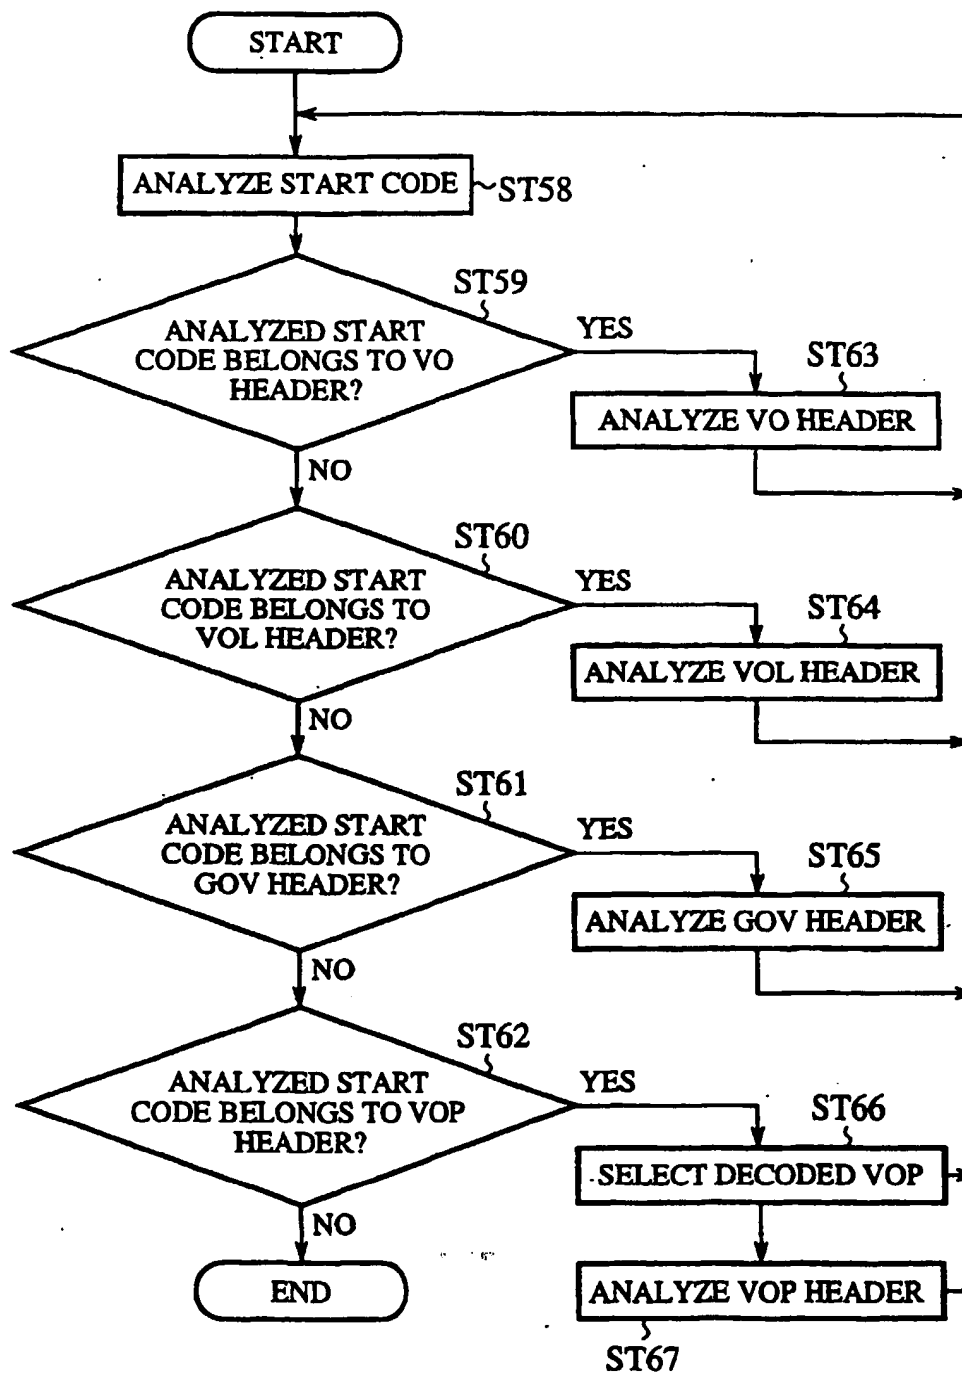 START
ANALYZE START CODE
ST58
ST59
ANALYZED START
CODE BELONGS TO VO
HEADER?
YES
ST63
ANALYZE VO HEADER
NO
ST60
ANALYZED START
CODE BELONGS TO
VOL HEADER?
YES
ST64
ANALYZE VOL HEADER
NO
ST61
ANALYZED START
CODE BELONGS TO
GOV HEADER?
YES
ST65
ANALYZE GOV HEADER
NO
ST62
ANALYZED START
CODE BELONGS TO VOP
HEADER?
YES
ST66
SELECT DECODED VOP
NO
END
ANALYZE VOP HEADER
ST67